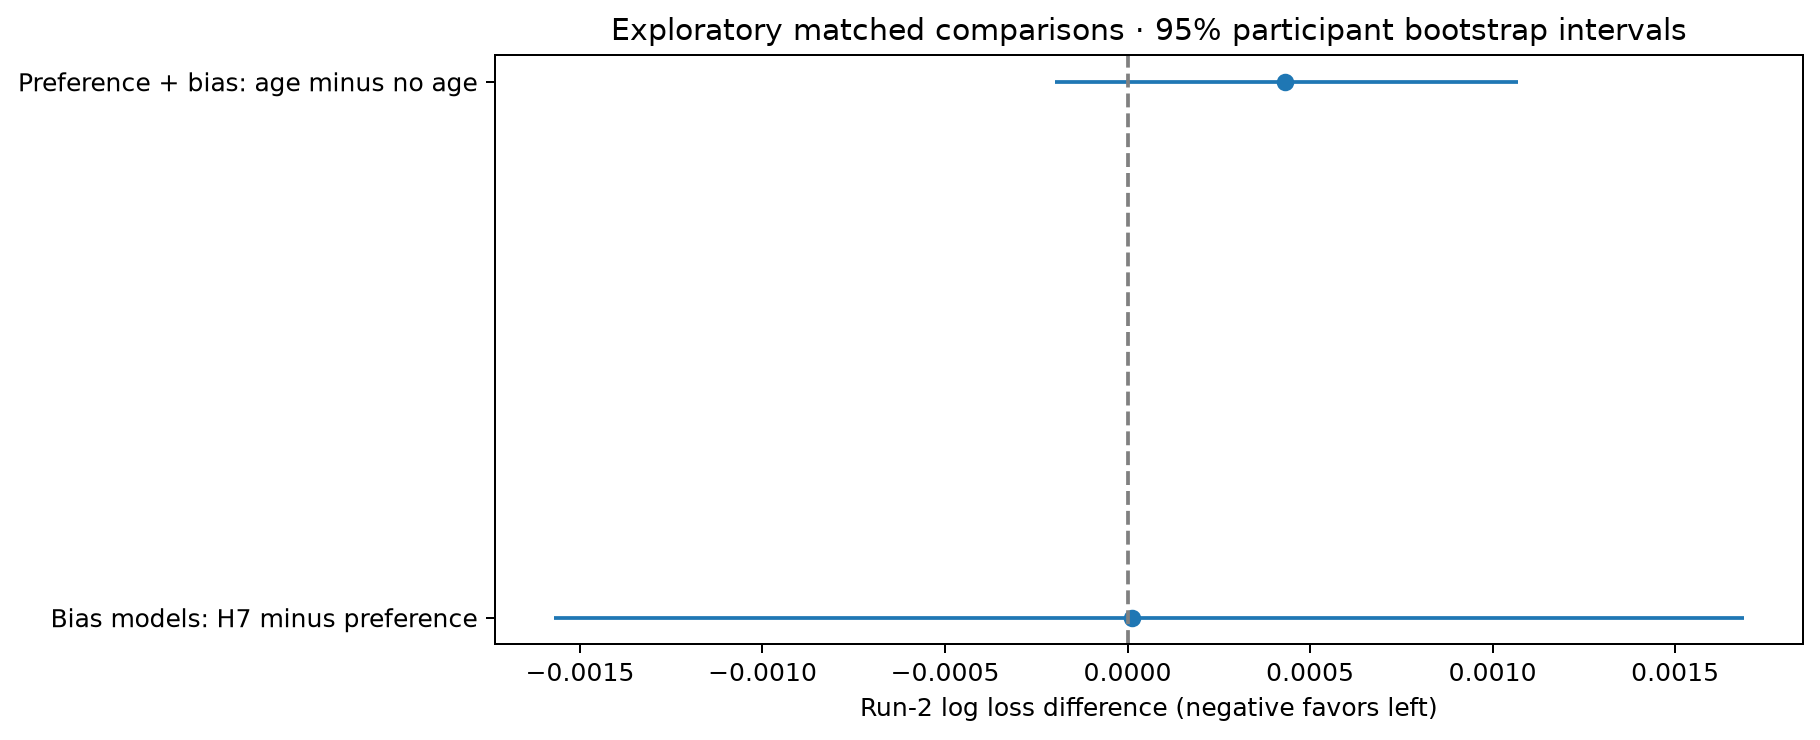 Exploratory matched comparisons · 95% participant bootstrap intervals
Preference + bias: age minus no age
Bias models: H7 minus preference
−0.0015 −0.0010 −0.0005 0.0000 0.0005 0.0010 0.0015
Run-2 log loss difference (negative favors left)